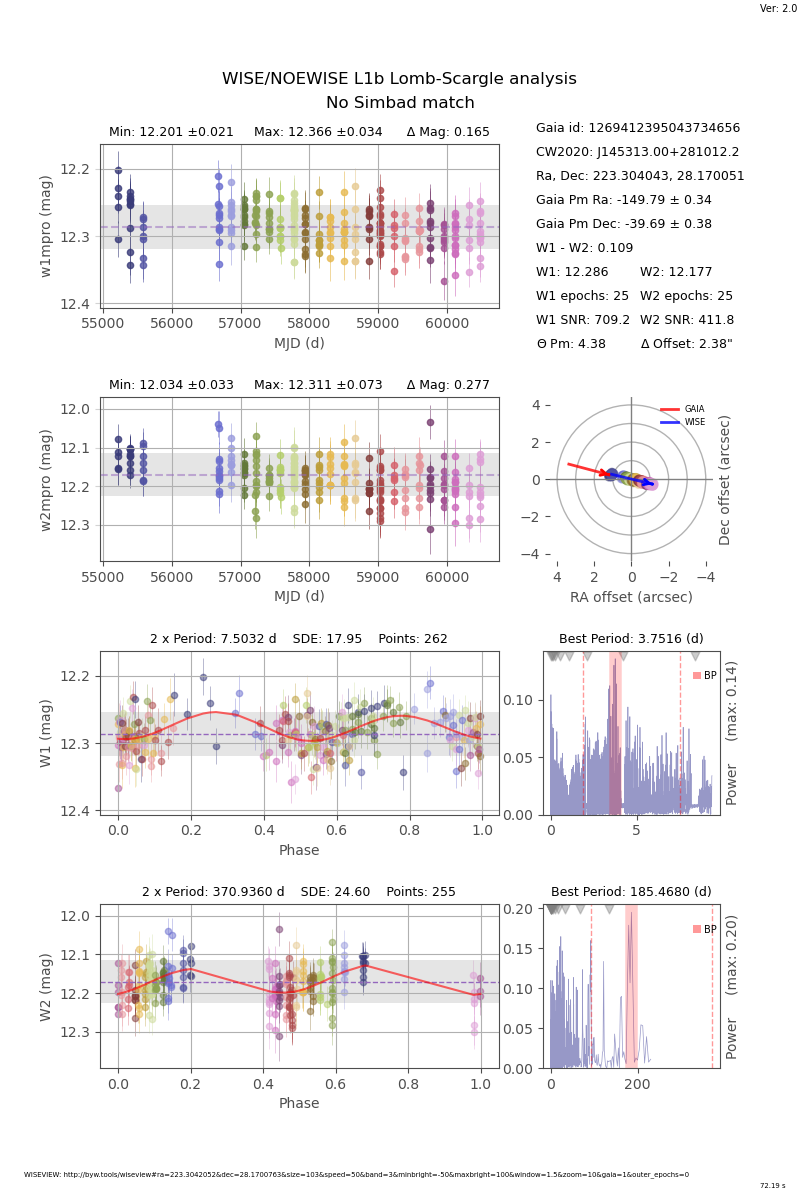 Ver: 2.0
WISE/NOEWISE L1b Lomb-Scargle analysis
No Simbad match
Min: 12.201 ±0.021 Max: 12.366 ±0.034 Δ Mag: 0.165
12.2
12.3
12.4
w1mpro (mag)
55000 56000 57000 58000 59000 60000
MJD (d)
Gaia id: 1269412395043734656
CW2020: J145313.00+281012.2
Ra, Dec: 223.304043, 28.170051
Gaia Pm Ra: -149.79 ± 0.34
Gaia Pm Dec: -39.69 ± 0.38
W1 - W2: 0.109
W1: 12.286 W2: 12.177
W1 epochs: 25 W2 epochs: 25
W1 SNR: 709.2 W2 SNR: 411.8
Θ Pm: 4.38 Δ Offset: 2.38"
Min: 12.034 ±0.033 Max: 12.311 ±0.073 Δ Mag: 0.277
12.0
12.1
12.2
12.3
w2mpro (mag)
55000 56000 57000 58000 59000 60000
MJD (d)
GAIA
WISE
4
2
0
−2
−4
Dec offset (arcsec)
4 2 0 −2 −4
RA offset (arcsec)
2 x Period: 7.5032 d SDE: 17.95 Points: 262
12.2
12.3
12.4
W1 (mag)
0.0 0.2 0.4 0.6 0.8 1.0
Phase
Best Period: 3.7516 (d)
BP
0.10
0.05
0.00
Power (max: 0.14)
0 5
2 x Period: 370.9360 d SDE: 24.60 Points: 255
12.0
12.1
12.2
12.3
W2 (mag)
0.0 0.2 0.4 0.6 0.8 1.0
Phase
Best Period: 185.4680 (d)
BP
0.20
0.15
0.10
0.05
0.00
Power (max: 0.20)
0 200
WISEVIEW: http://byw.tools/wiseview#ra=223.3042052&dec=28.1700763&size=103&speed=50&band=3&minbright=-50&maxbright=100&window=1.5&zoom=10&gaia=1&outer_epochs=0
72.19 s